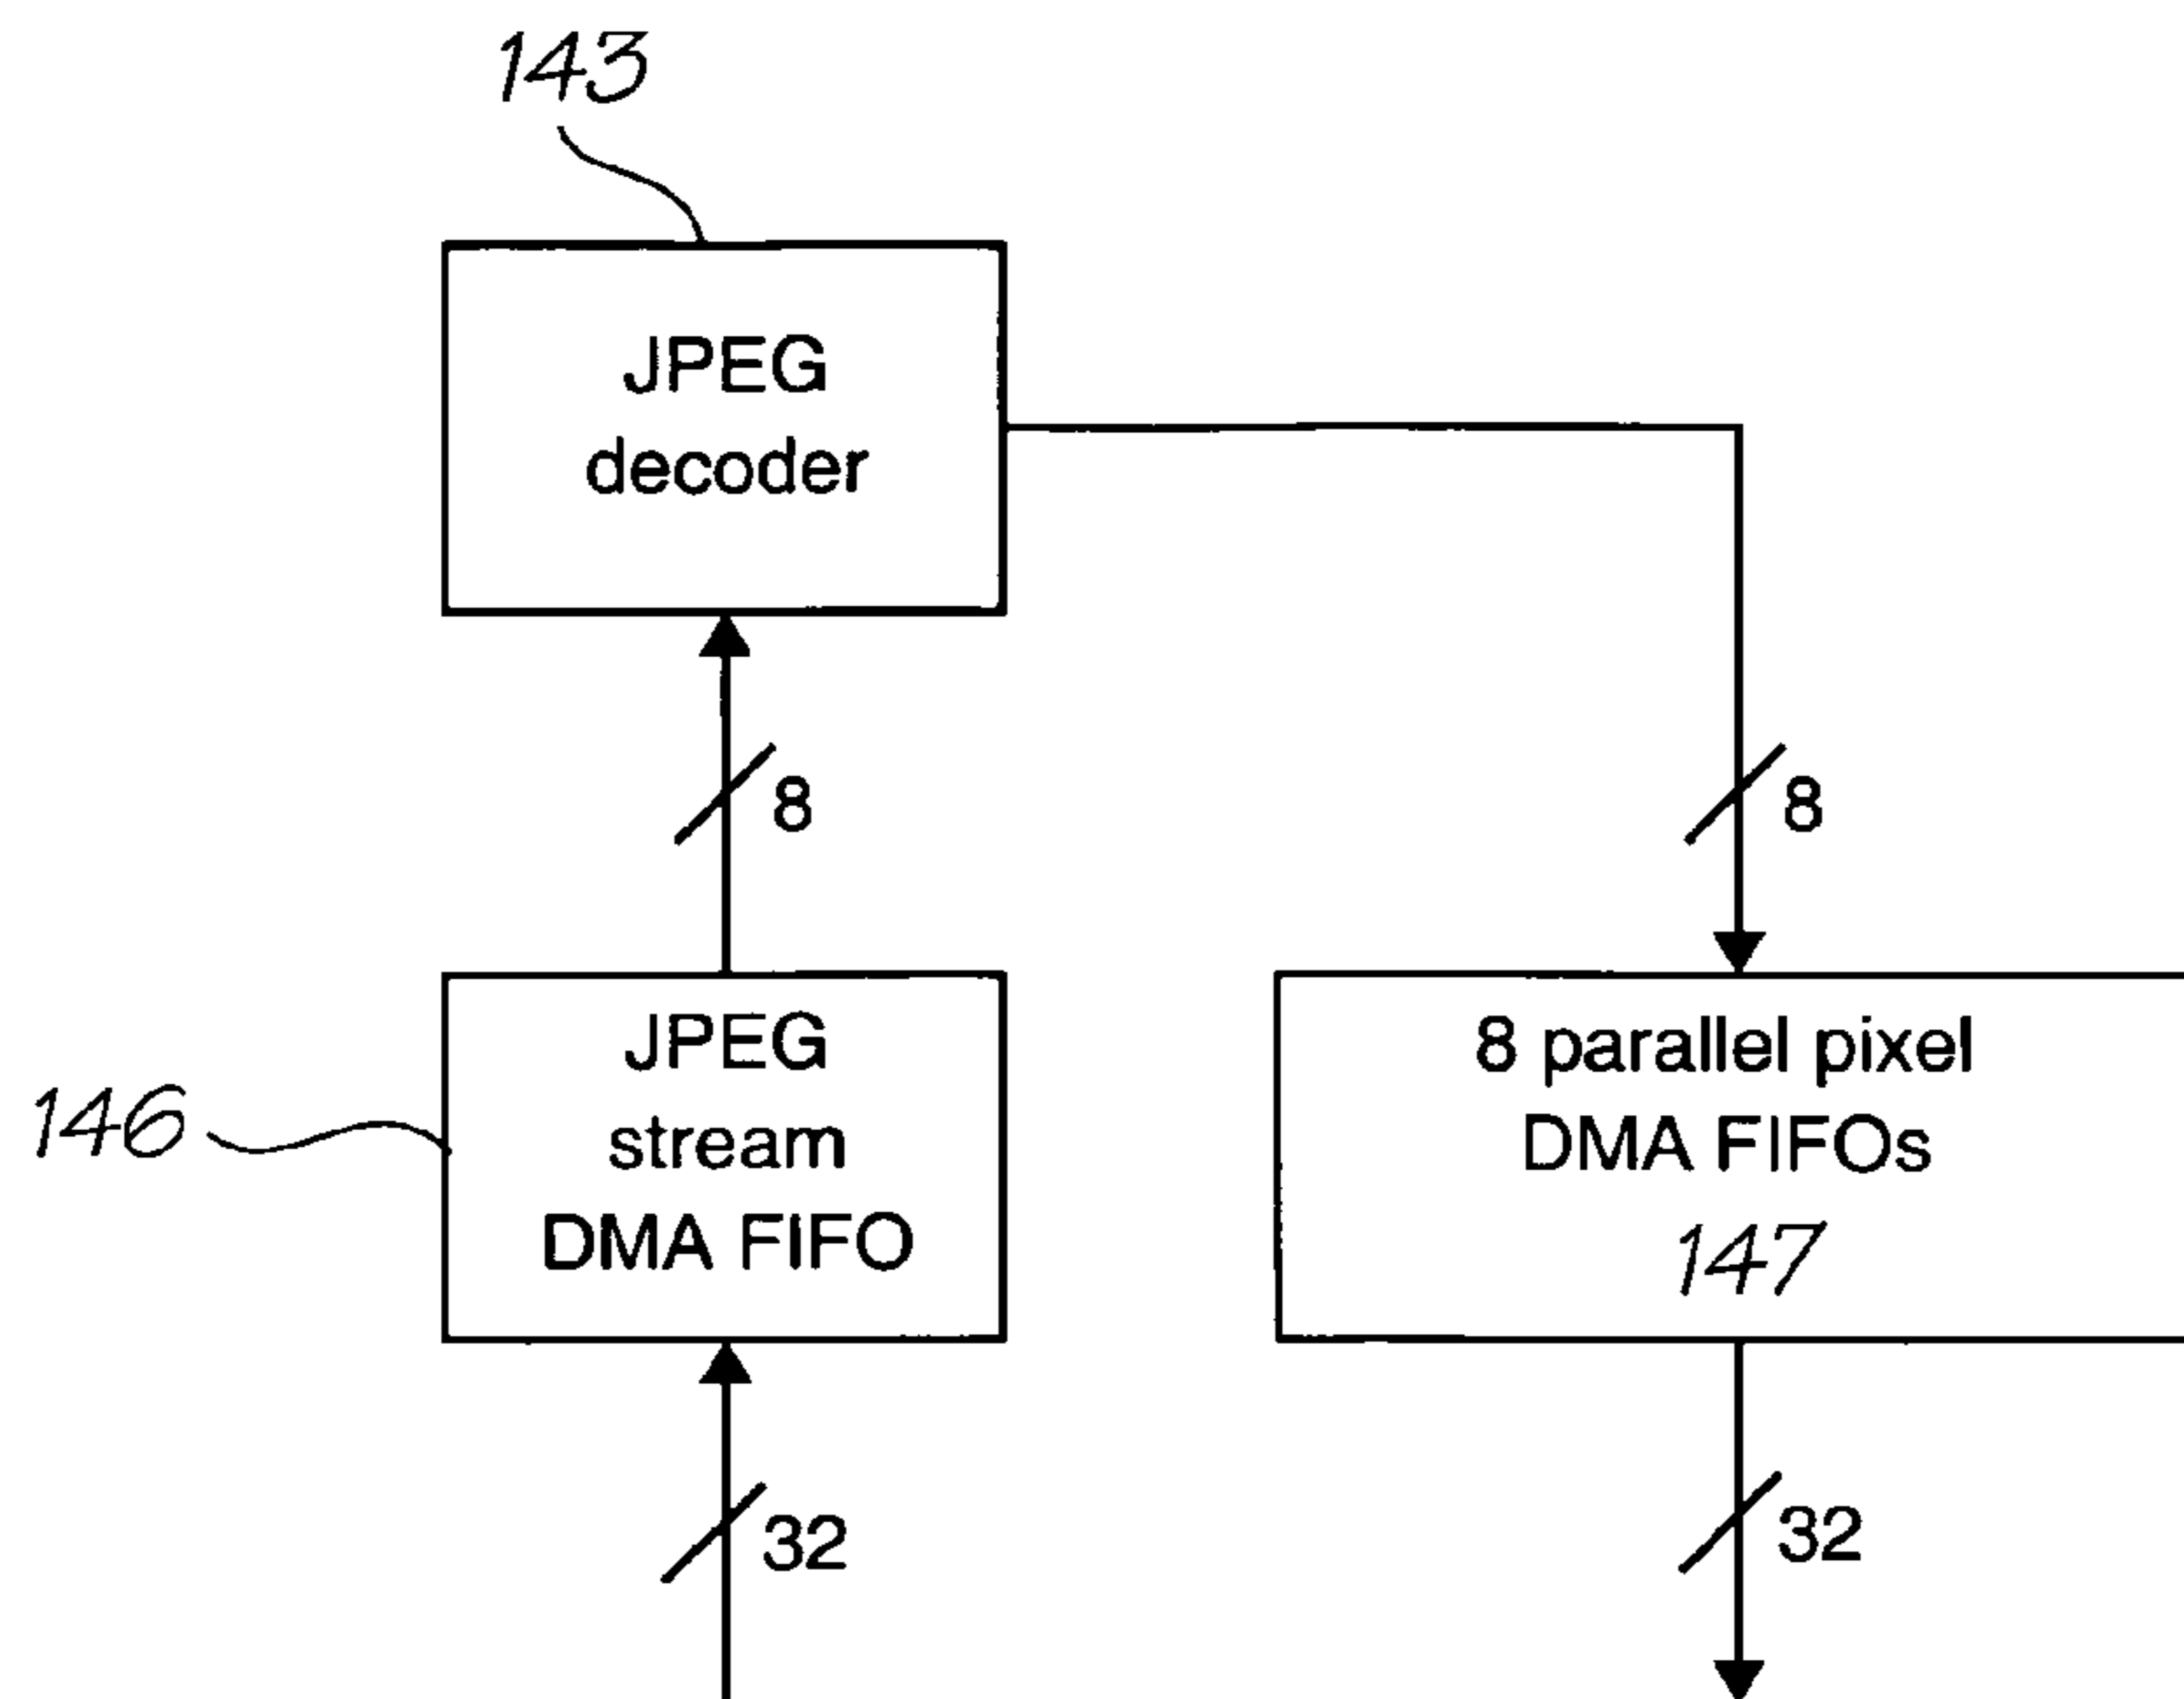 143
JPEG
decoder
8
8
JPEG
stream
DMA FIFO
146
8 parallel pixel
DMA FIFOs
147
32
32